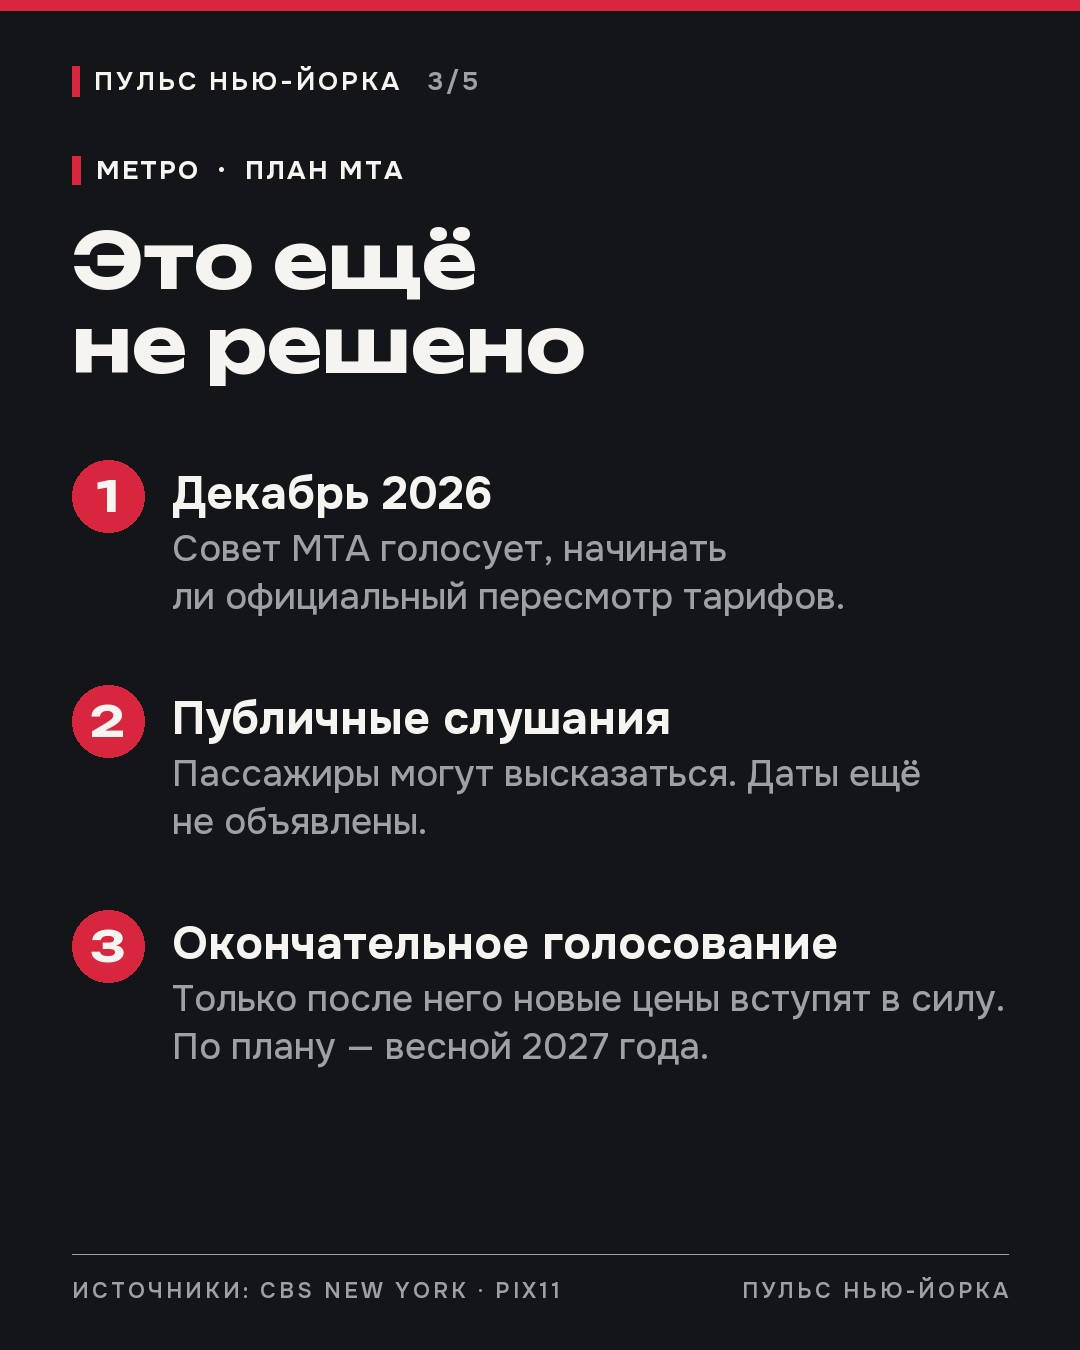 ПУЛЬС НЬЮ-ЙОРКА 3/5
МЕТРО · ПЛАН МТА
Это ещё
не решено
1 Декабрь 2026
Совет МТА голосует, начинать
ли официальный пересмотр тарифов.
2 Публичные слушания
Пассажиры могут высказаться. Даты ещё
не объявлены.
3 Окончательное голосование
Только после него новые цены вступят в силу.
По плану — весной 2027 года.
ИСТОЧНИКИ: CBS NEW YORK · PIX11
ПУЛЬС НЬЮ-ЙОРКА